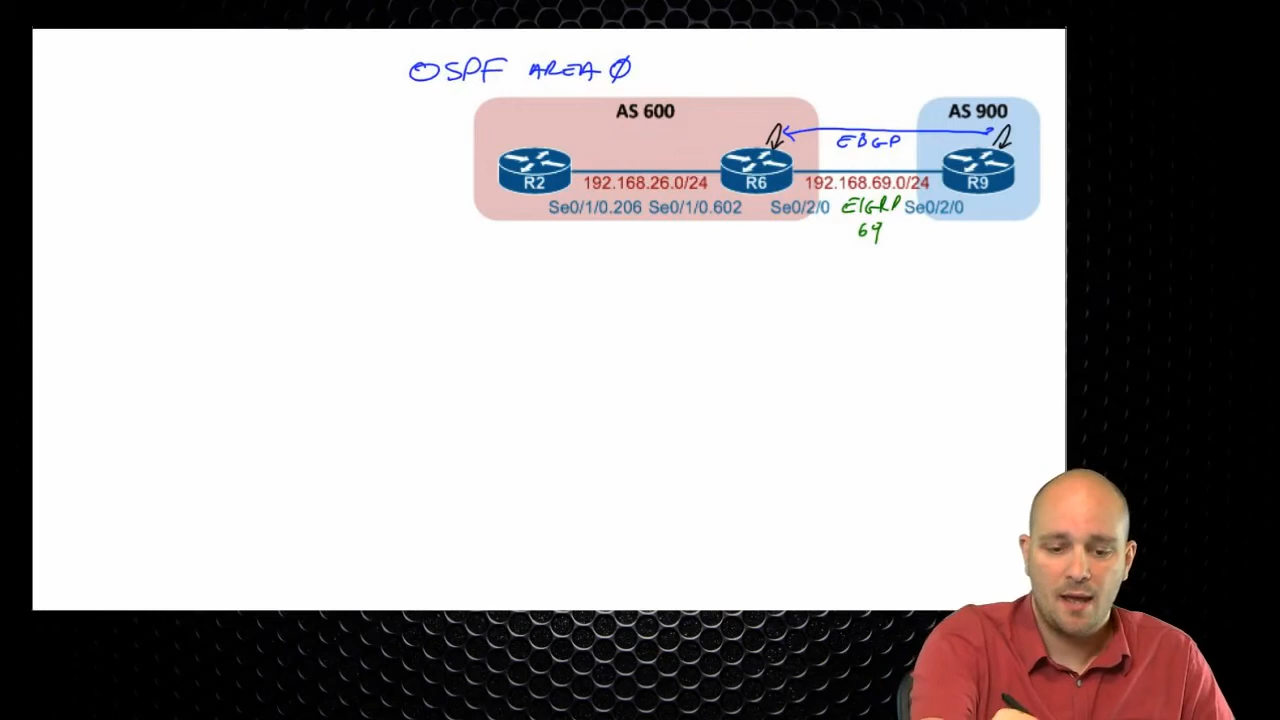 OSPF AREA 0
AS 600
AS 900
EBGP
R2
192.168.26.0/24
R6
192.168.69.0/24
R9
Se0/1/0.206
Se0/1/0.602
Se0/2/0
EIGRP
Se0/2/0
69